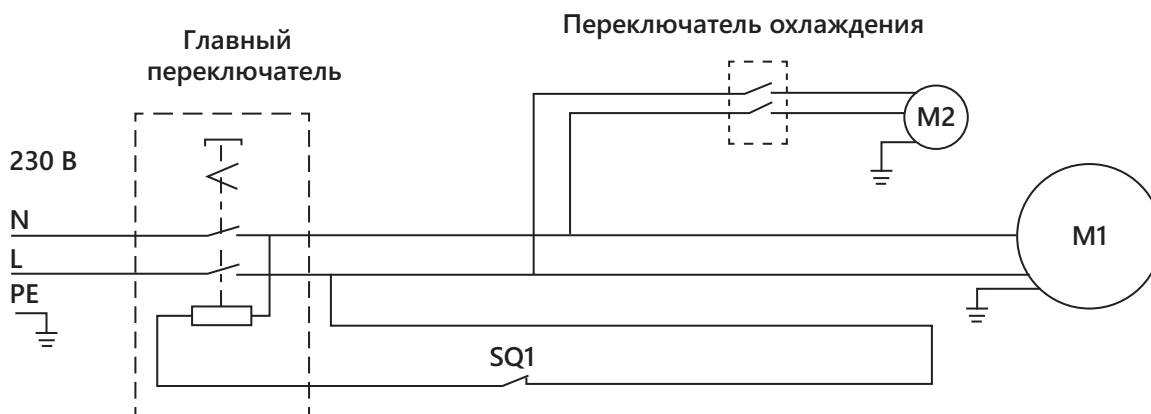 Главный
переключатель
Переключатель охлаждения
M2
230 В
N
L
PE
M1
SQ1